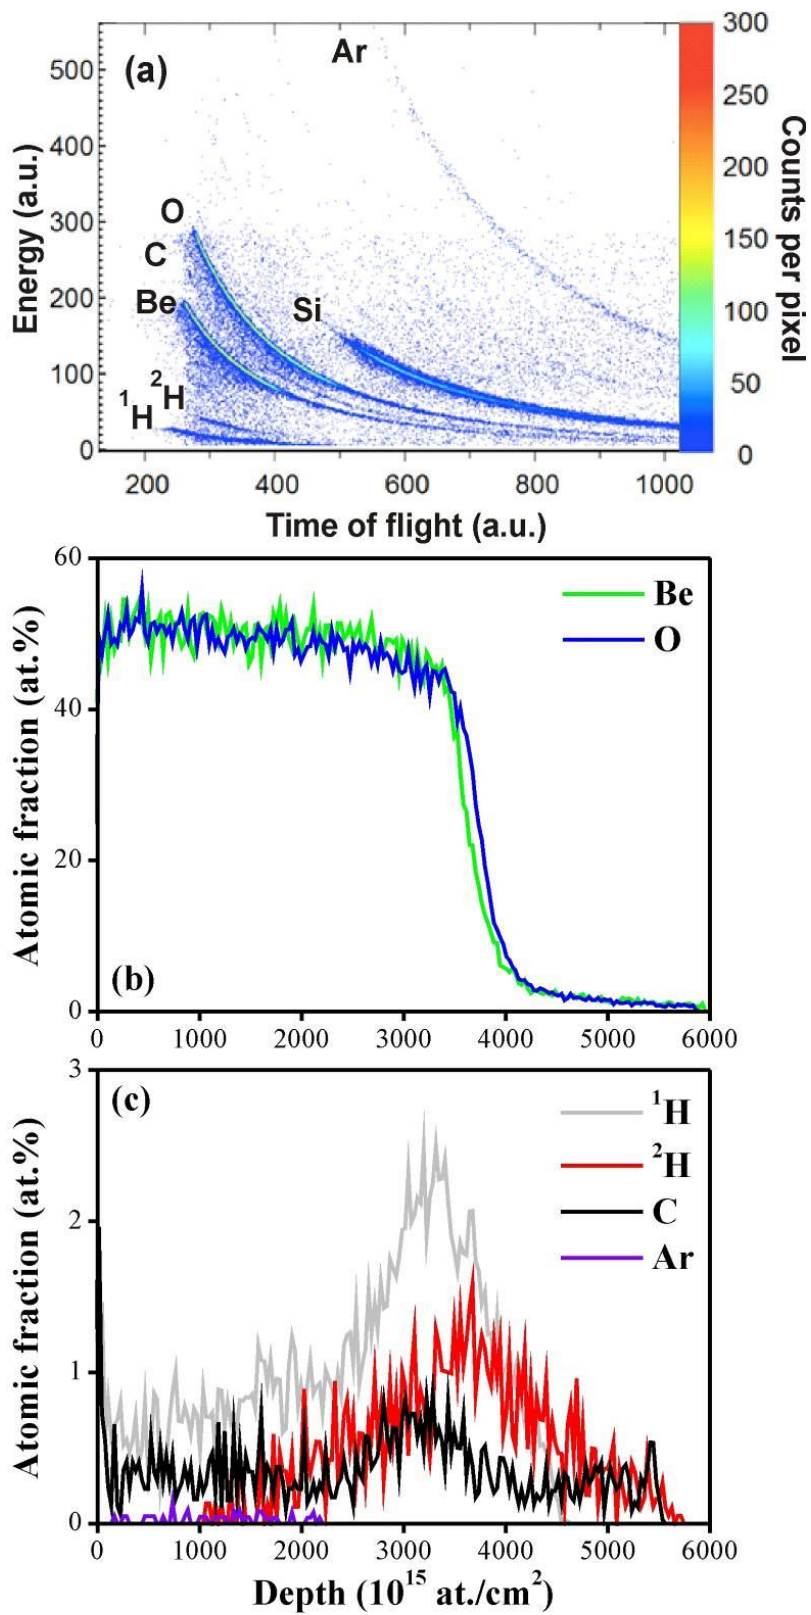 (a)
Ar
O
C
Be
Si
¹H
²H
Energy (a.u.)
500
400
300
200
100
0
200
400
600
800
1000
Time of flight (a.u.)
300
250
200
150
100
50
0
Counts per pixel
60
40
20
0
Atomic fraction (at.%)
Be
O
(b)
0
1000
2000
3000
4000
5000
6000
3
2
1
0
Atomic fraction (at.%)
(c)
¹H
²H
C
Ar
0
1000
2000
3000
4000
5000
6000
Depth (10¹⁵ at./cm²)